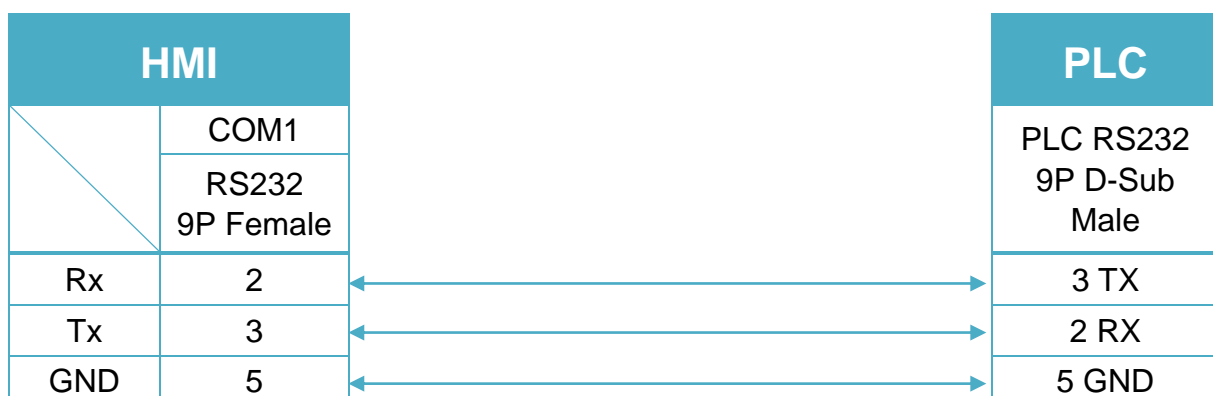 HMI
PLC
COM1
RS232
9P Female
PLC RS232
9P D-Sub
Male
Rx 2 3 TX
Tx 3 2 RX
GND 5 5 GND